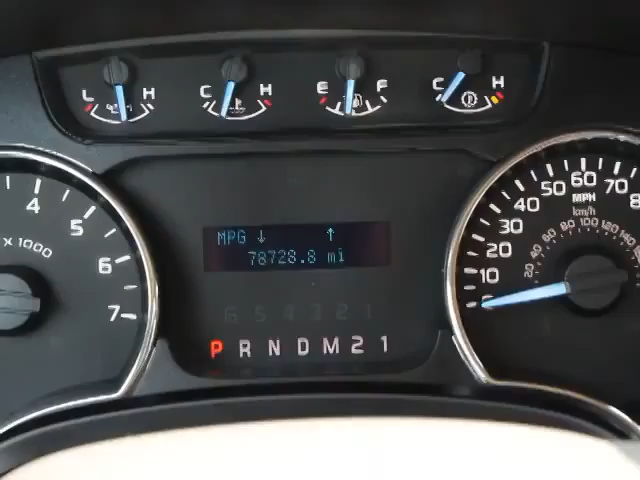 L H C H E F C H
4 5 6 7
X 1000
MPG ↓ ↑
78728.8 mi
6 5 4 3 2 1
P R N D M 2 1
10 20 30 40 50 60 70 8
MPH
km/h
20 40 60 80 100 120 140